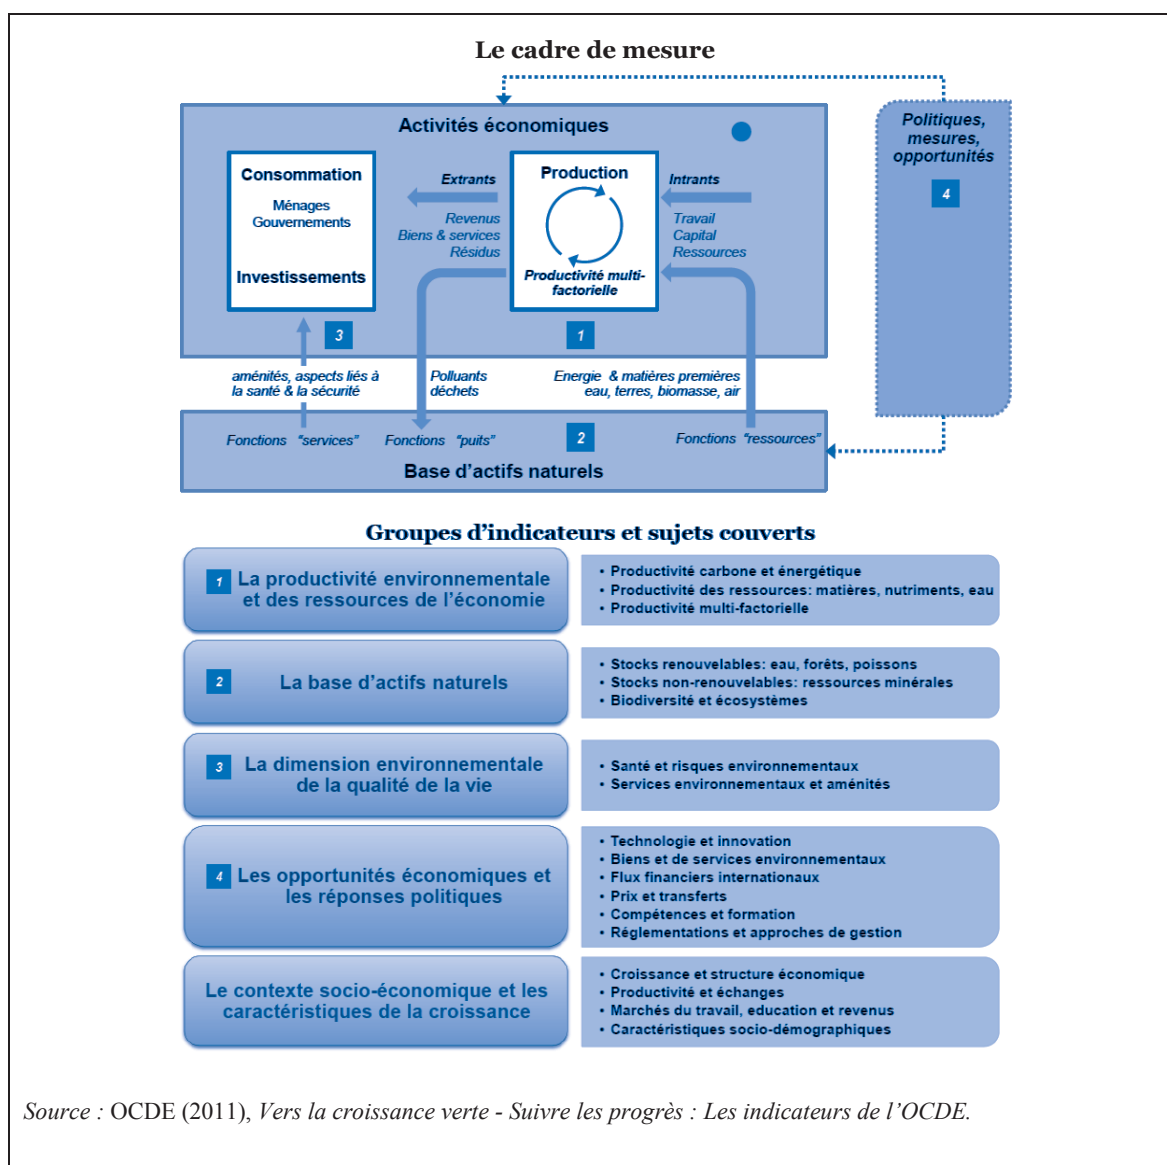 Le cadre de mesure
Activités économiques
Politiques,
mesures,
opportunités
4
Consommation
Ménages
Gouvernements
Investissements
3
Extrants
Revenus
Biens & services
Résidus
Production
Productivité multi-
factorielle
1
Intrants
Travail
Capital
Ressources
aménités, aspects liés à
la santé & la sécurité
Polluants
déchets
Energie & matières premières
eau, terres, biomasse, air
Fonctions “services”
Fonctions “puits”
2
Fonctions “ressources”
Base d’actifs naturels
Groupes d’indicateurs et sujets couverts
1 La productivité environnementale
et des ressources de l’économie
• Productivité carbone et énergétique
• Productivité des ressources: matières, nutriments, eau
• Productivité multi-factorielle
2 La base d’actifs naturels
• Stocks renouvelables: eau, forêts, poissons
• Stocks non-renouvelables: ressources minérales
• Biodiversité et écosystèmes
3 La dimension environnementale
de la qualité de la vie
• Santé et risques environnementaux
• Services environnementaux et aménités
4 Les opportunités économiques et
les réponses politiques
• Technologie et innovation
• Biens et de services environnementaux
• Flux financiers internationaux
• Prix et transferts
• Compétences et formation
• Réglementations et approches de gestion
Le contexte socio-économique et les
caractéristiques de la croissance
• Croissance et structure économique
• Productivité et échanges
• Marchés du travail, education et revenus
• Caractéristiques socio-démographiques
Source : OCDE (2011), Vers la croissance verte - Suivre les progrès : Les indicateurs de l’OCDE.